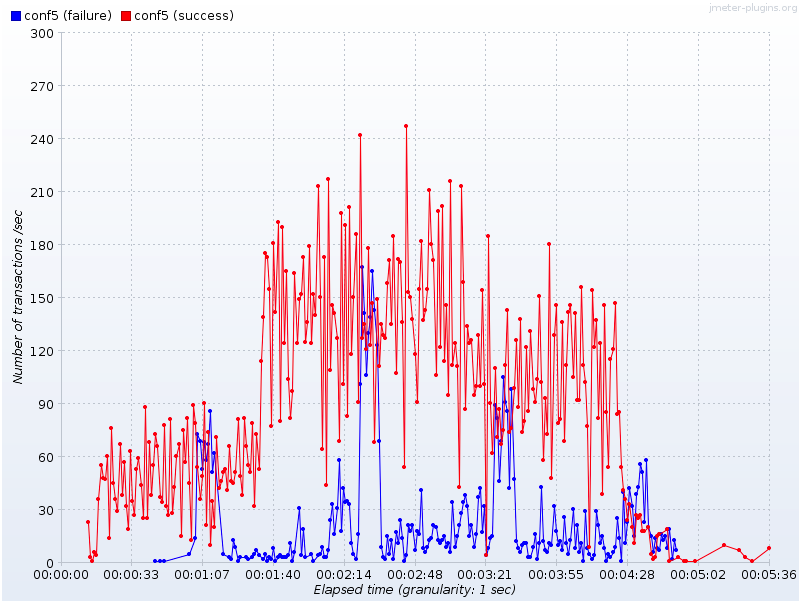 jmeter-plugins.org
conf5 (failure) conf5 (success)
300
270
240
210
180
150
120
90
60
30
0
Number of transactions /sec
00:00:00 00:00:33 00:01:07 00:01:40 00:02:14 00:02:48 00:03:21 00:03:55 00:04:28 00:05:02 00:05:36
Elapsed time (granularity: 1 sec)